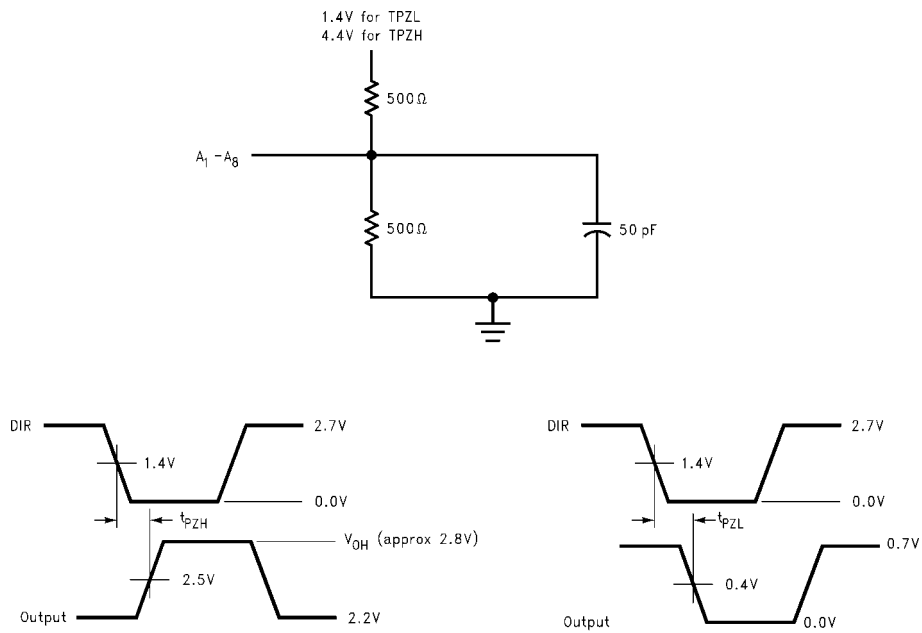 1.4V for TPZL
4.4V for TPZH
500Ω
A1 –A8
500Ω
50 pF
DIR
2.7V
1.4V
0.0V
tPZH
VOH (approx 2.8V)
2.5V
Output
2.2V
DIR
2.7V
1.4V
0.0V
tPZL
0.7V
0.4V
Output
0.0V